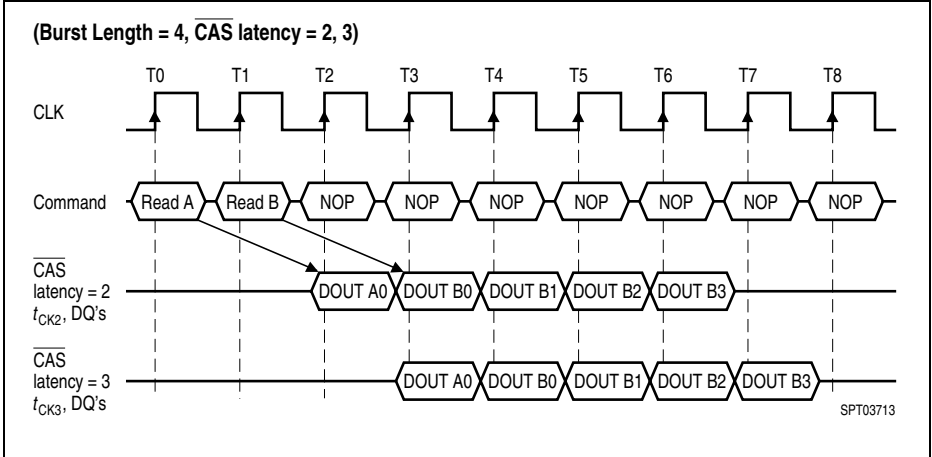 (Burst Length = 4, CAS latency = 2, 3)
T0 T1 T2 T3 T4 T5 T6 T7 T8
CLK
Command Read A Read B NOP NOP NOP NOP NOP NOP NOP
CAS
latency = 2 DOUT A0 DOUT B0 DOUT B1 DOUT B2 DOUT B3
tCK2, DQ's
CAS
latency = 3 DOUT A0 DOUT B0 DOUT B1 DOUT B2 DOUT B3
tCK3, DQ's
SPT03713